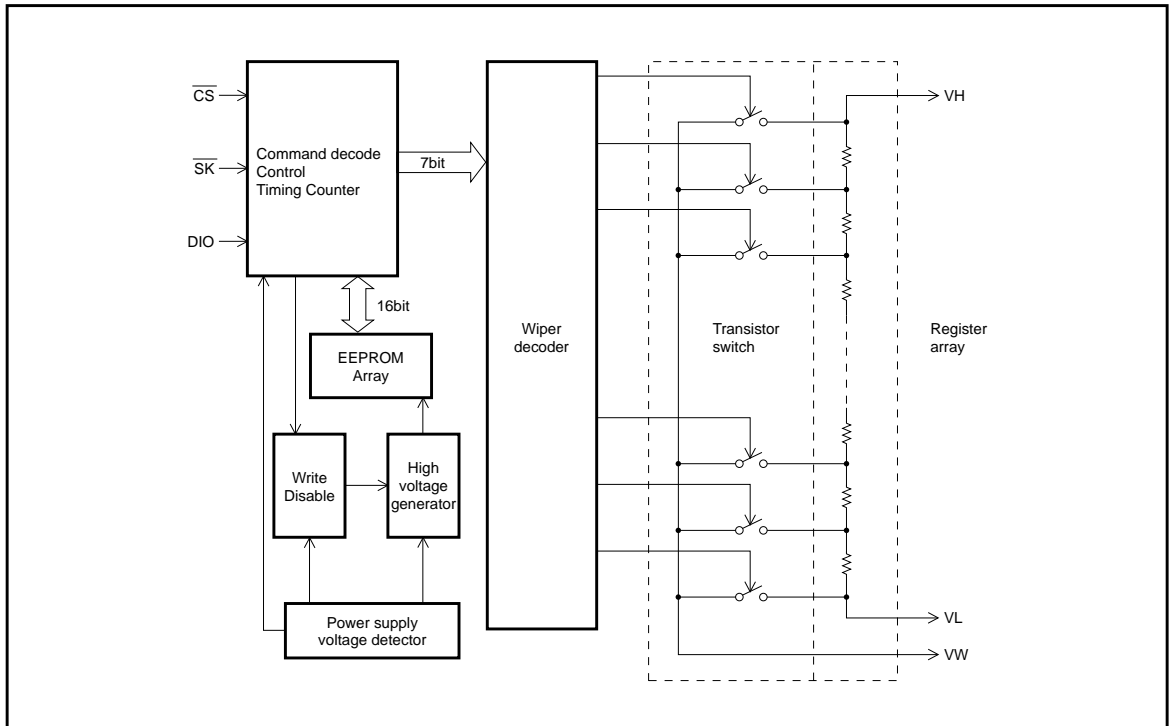 CS
SK
DIO
Command decode
Control
Timing Counter
7bit
16bit
EEPROM
Array
Write
Disable
High
voltage
generator
Power supply
voltage detector
Wiper
decoder
Transistor
switch
Register
array
VH
VL
VW